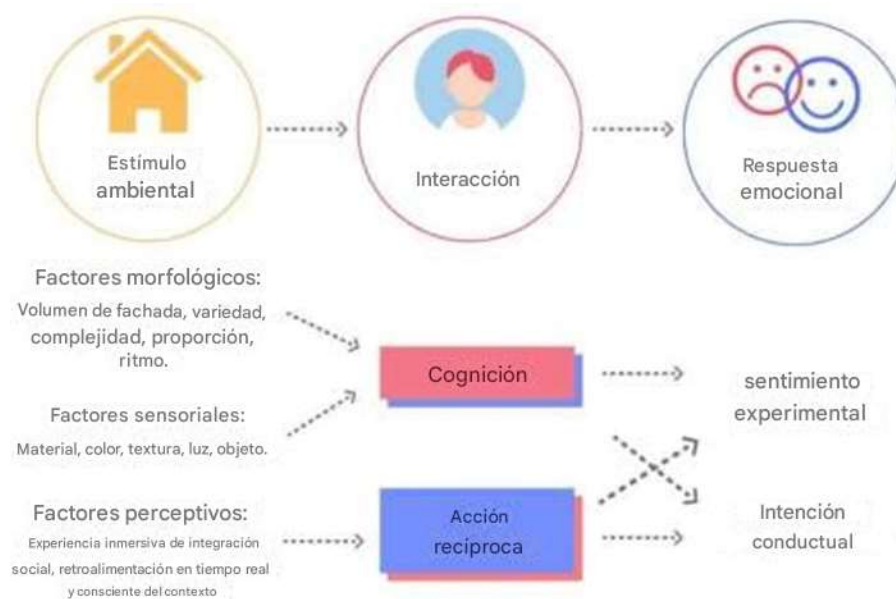 Estímulo
ambiental
Interacción
Respuesta
emocional
Factores morfológicos:
Volumen de fachada, variedad,
complejidad, proporción,
ritmo.
Factores sensoriales:
Material, color, textura, luz, objeto.
Factores perceptivos:
Experiencia inmersiva de integración
social, retroalimentación en tiempo real
y consciente del contexto
Cognición
Acción
recíproca
sentimiento
experimental
Intención
conductual